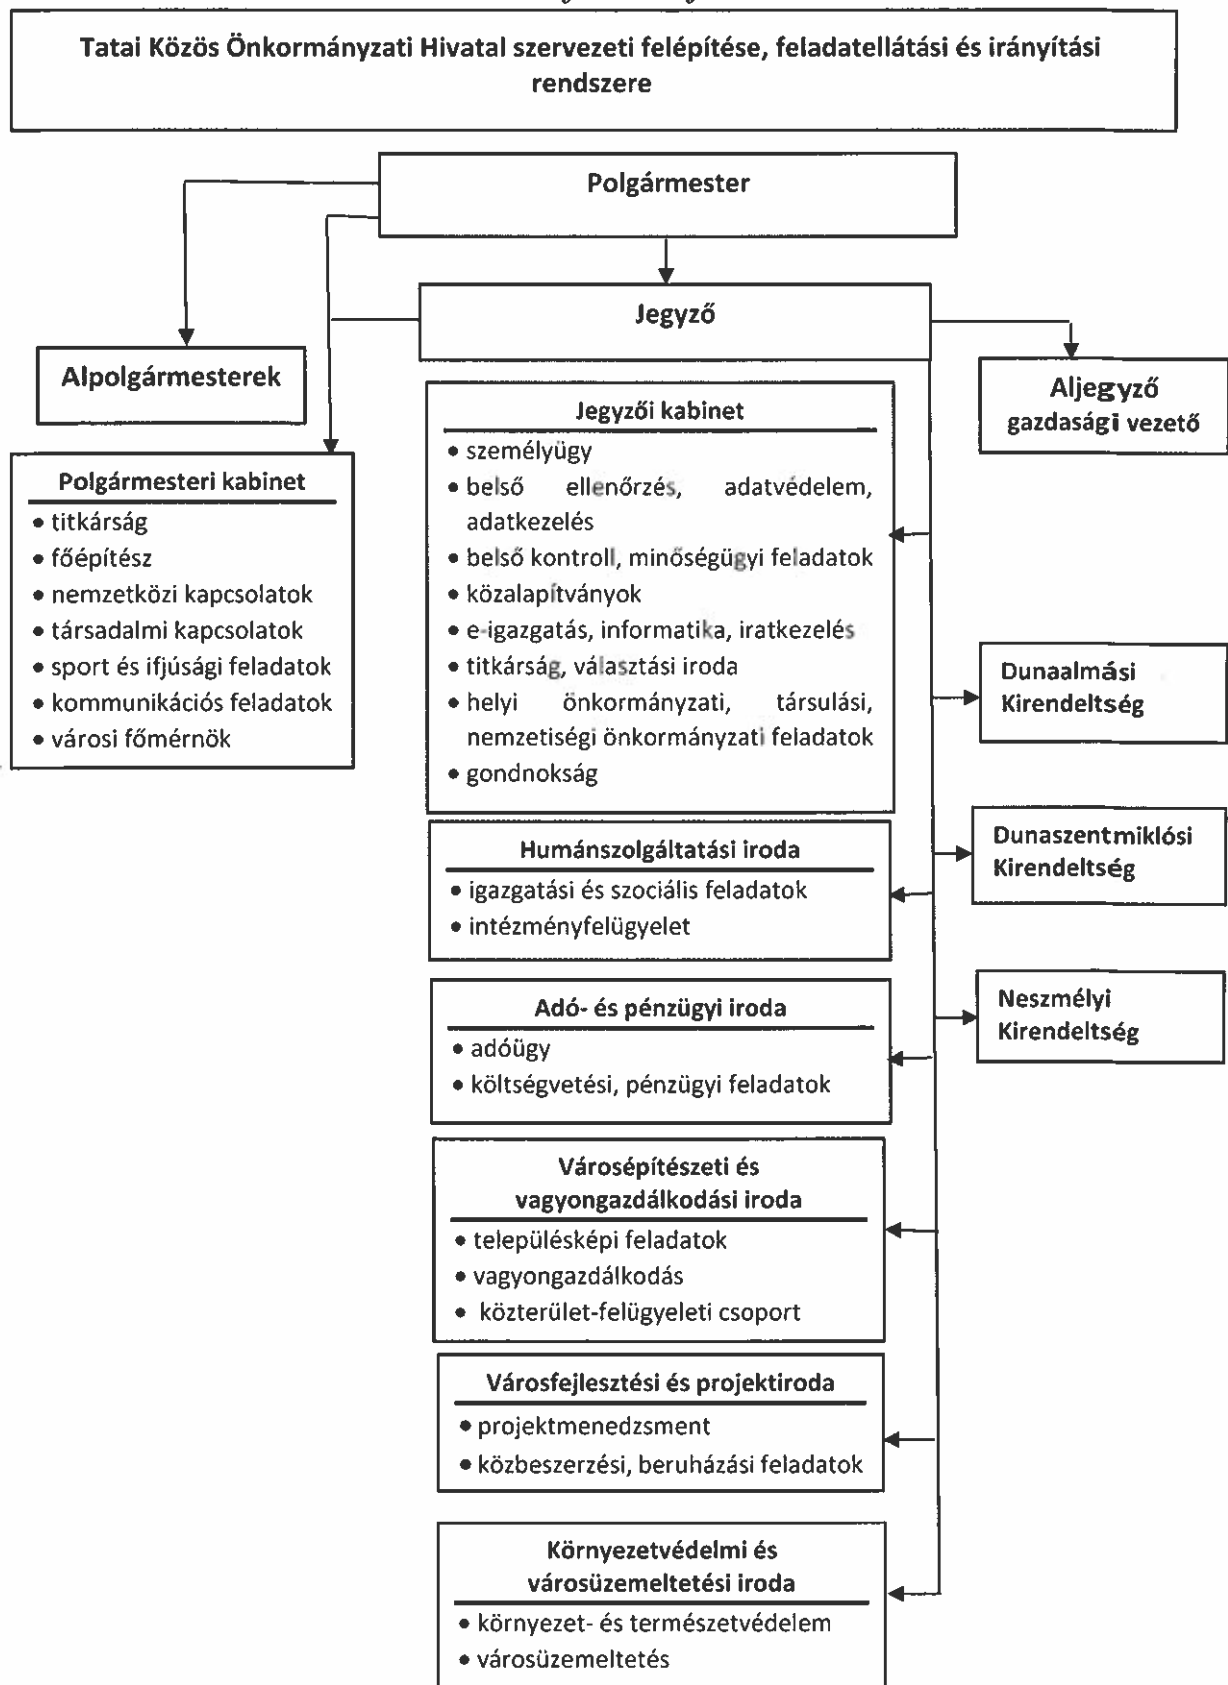 Tatai Közös Önkormányzati Hivatal szervezeti felépítése, feladatellátási és irányítási
rendszere
Polgármester
Jegyző
Alpolgármesterek
Aljegyző
gazdasági vezető
Polgármesteri kabinet
• titkárság
• főépítész
• nemzetközi kapcsolatok
• társadalmi kapcsolatok
• sport és ifjúsági feladatok
• kommunikációs feladatok
• városi főmérnök
Jegyzői kabinet
• személyügy
• belső ellenőrzés, adatvédelem,
adatkezelés
• belső kontroll, minőségügyi feladatok
• közalapítványok
• e-igazgatás, informatika, iratkezelés
• titkárság, választási iroda
• helyi önkormányzati, társulási,
nemzetiségi önkormányzati feladatok
• gondnokság
Dunaalmási
Kirendeltség
Dunaszentmiklósi
Kirendeltség
Neszmélyi
Kirendeltség
Humánszolgáltatási iroda
• igazgatási és szociális feladatok
• intézményfelügyelet
Adó- és pénzügyi iroda
• adóügy
• költségvetési, pénzügyi feladatok
Városépítészeti és
vagyongazdálkodási iroda
• településképi feladatok
• vagyongazdálkodás
• közterület-felügyeleti csoport
Városfejlesztési és projektiroda
• projektmenedzsment
• közbeszerzési, beruházási feladatok
Környezetvédelmi és
városüzemeltetési iroda
• környezet- és természetvédelem
• városüzemeltetés